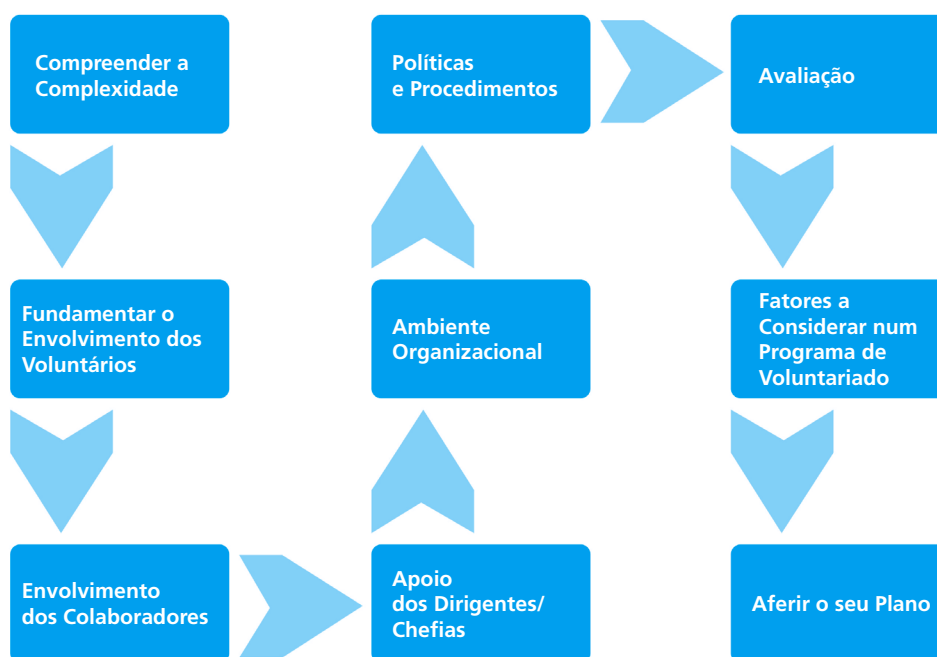 Compreender a
Complexidade
Fundamentar o
Envolvimento dos
Voluntários
Envolvimento
dos Colaboradores
Apoio
dos Dirigentes/
Chefias
Ambiente
Organizacional
Políticas
e Procedimentos
Avaliação
Fatores a
Considerar num
Programa de
Voluntariado
Aferir o seu Plano